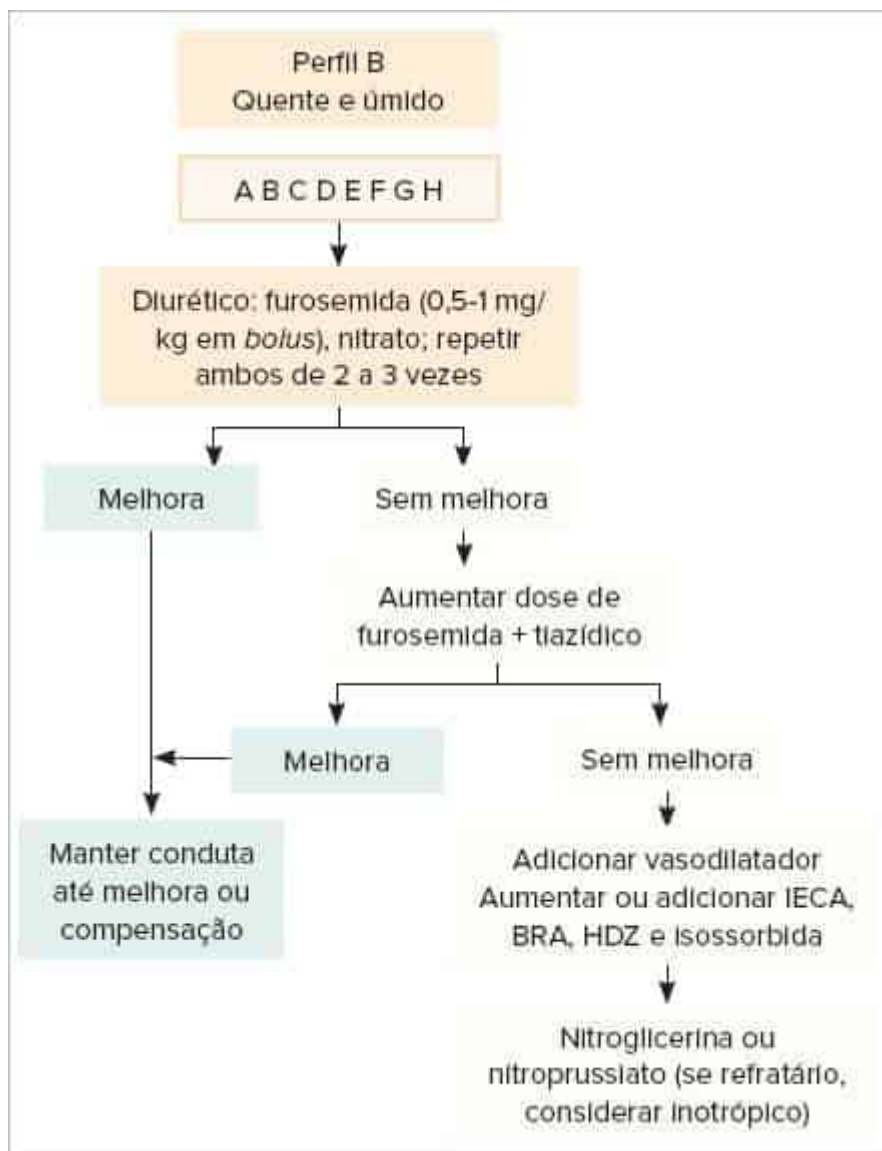 Perfil B
Quente e úmido
A B C D E F G H
Diurético: furosemida (0,5-1 mg/
kg em bolus), nitrato; repetir
ambos de 2 a 3 vezes
Melhora
Sem melhora
Aumentar dose de
furosemida + tiazídico
Melhora
Sem melhora
Manter conduta
até melhora ou
compensação
Adicionar vasodilatador
Aumentar ou adicionar IECA,
BRA, HDZ e isossorbida
Nitroglicerina ou
nitroprussiato (se refratário,
considerar inotrópico)